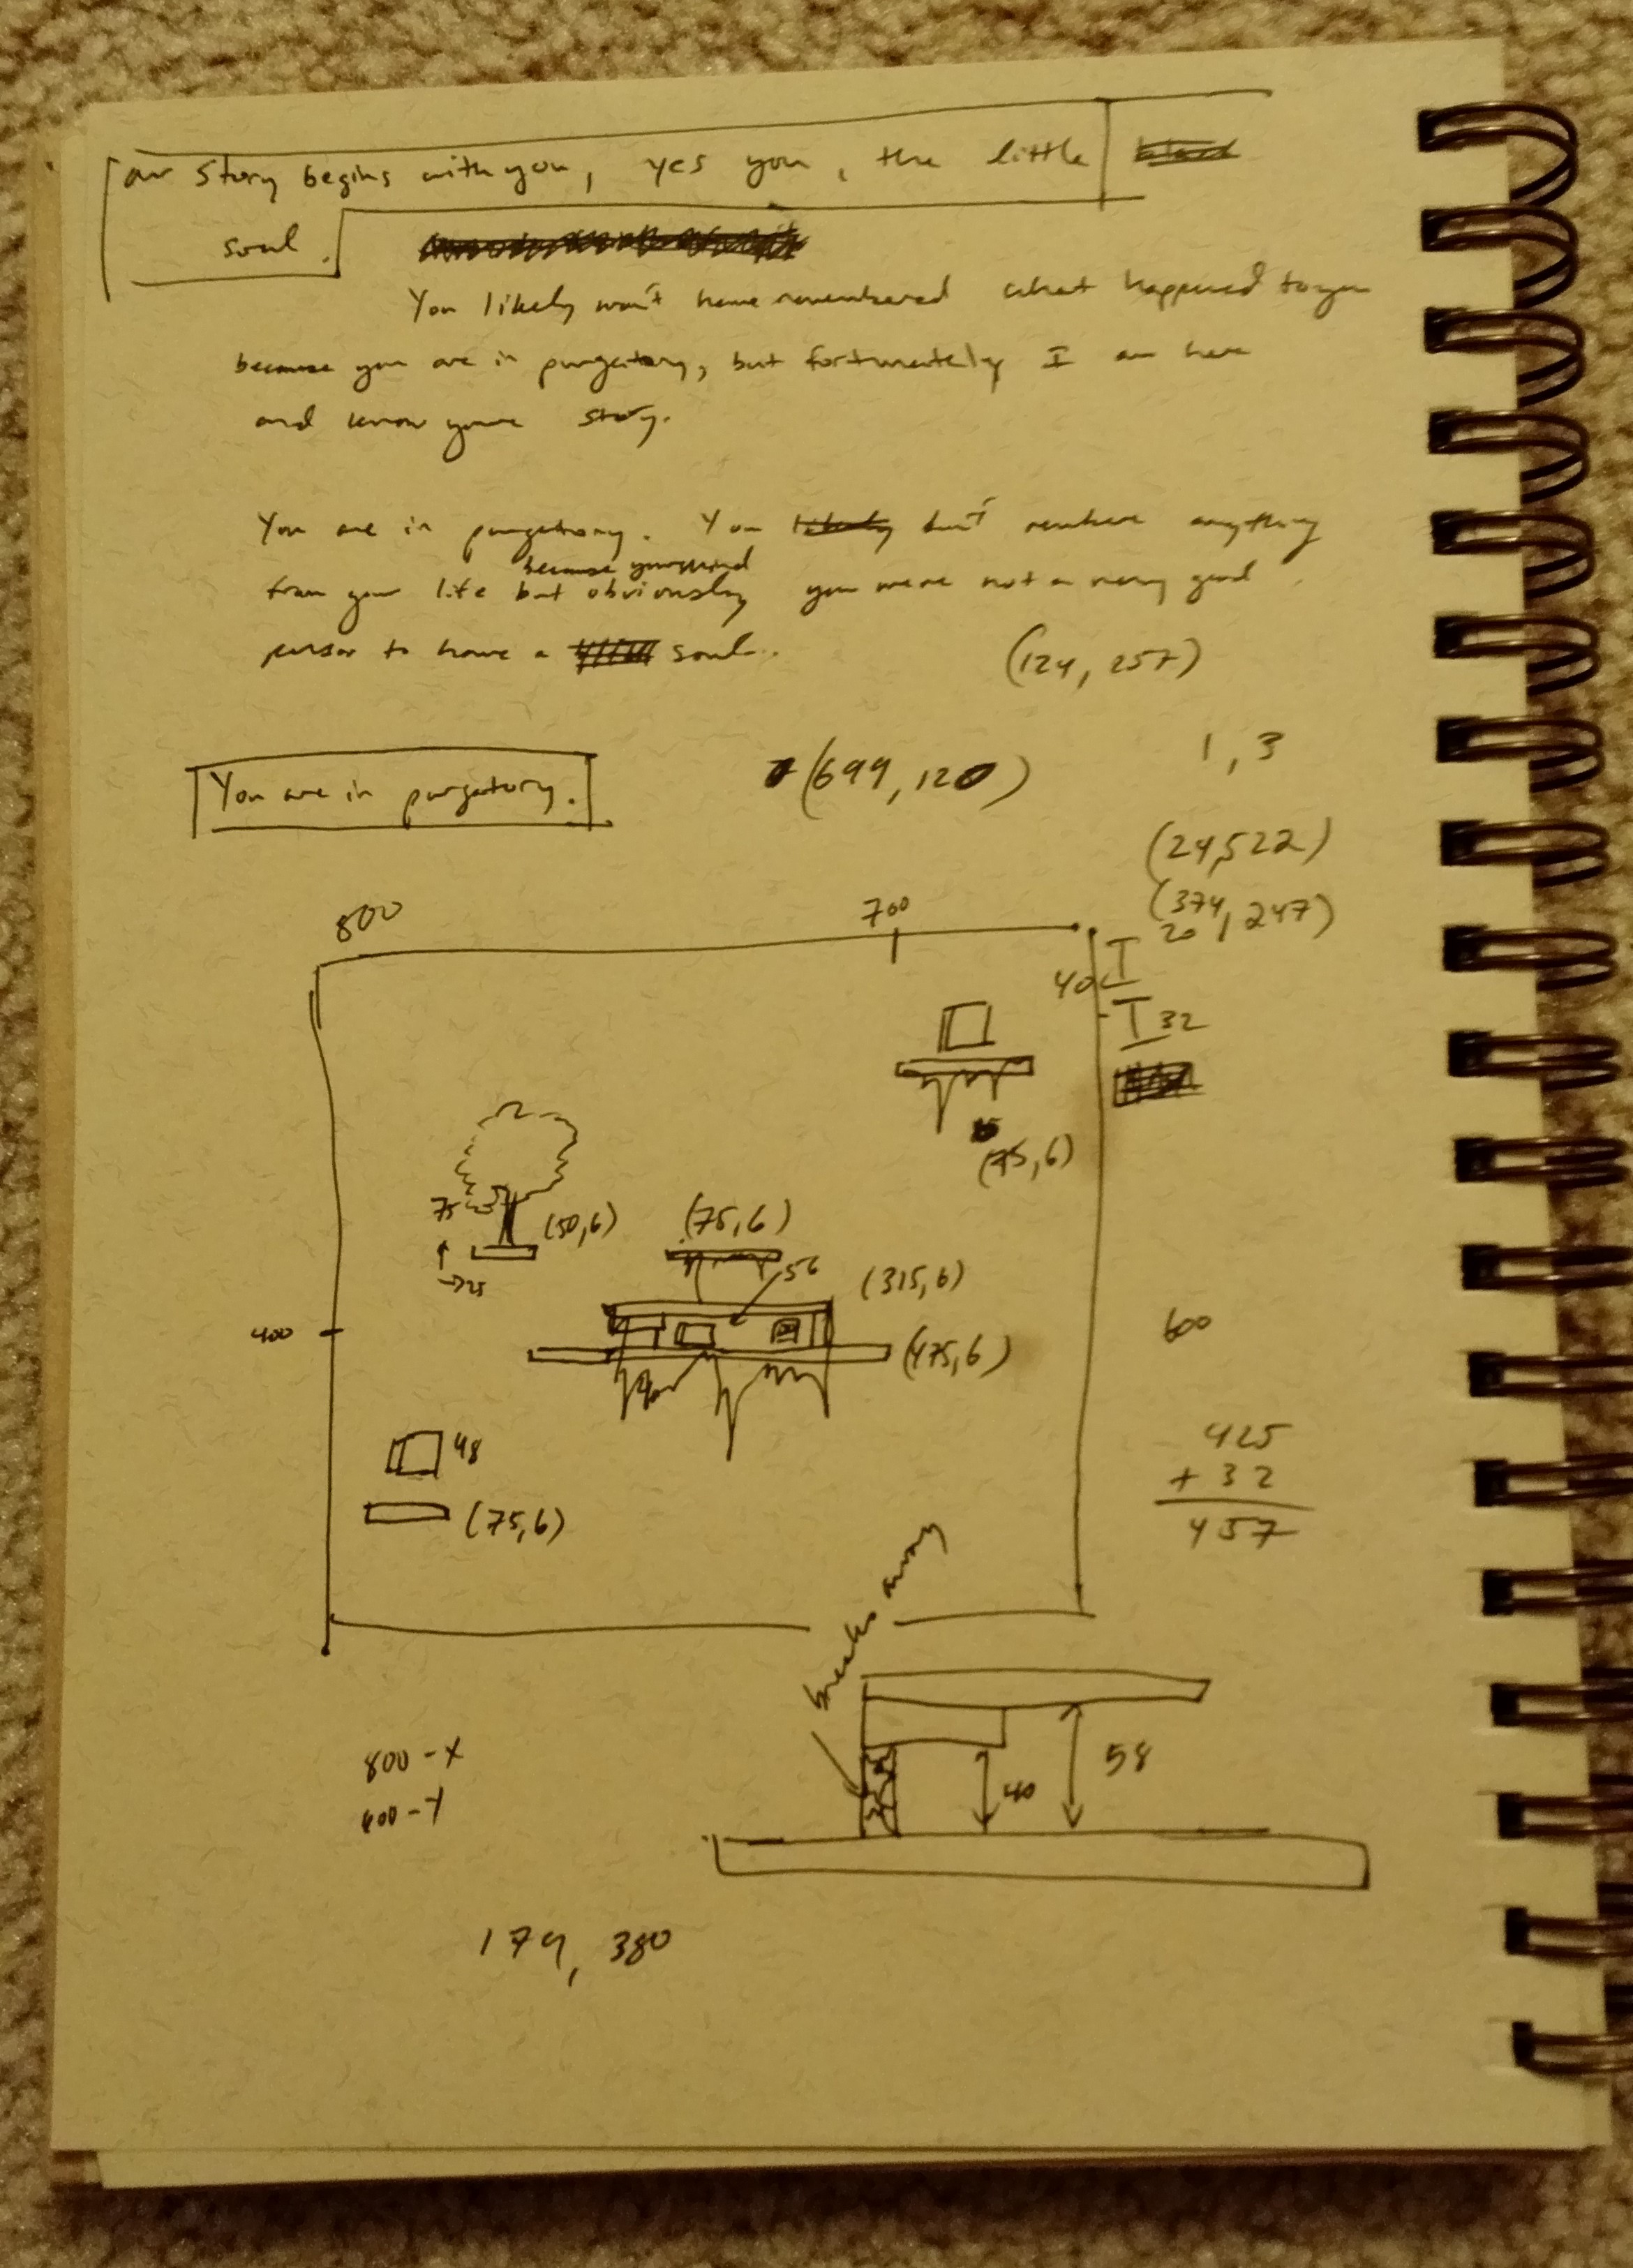 our story begins with you, yes you, the little
soul.
You likely won't have remembered what happened to you
because you are in purgatory, but fortunately I am here
and know your story.
You are in purgatory. You don't remember anything
because your mind
from your life but obviously you were not a very good
person to have a soul.
(124, 257)
1, 3
You are in purgatory.
(699, 120)
(24,522)
(374, 247)
800
700
20
40
32
(75,6)
75
(50,6)
(75,6)
→25
56
(315,6)
400
(475,6)
600
48
(75,6)
425
+ 32
457
breaks away
800-x
600-y
40
58
179, 380